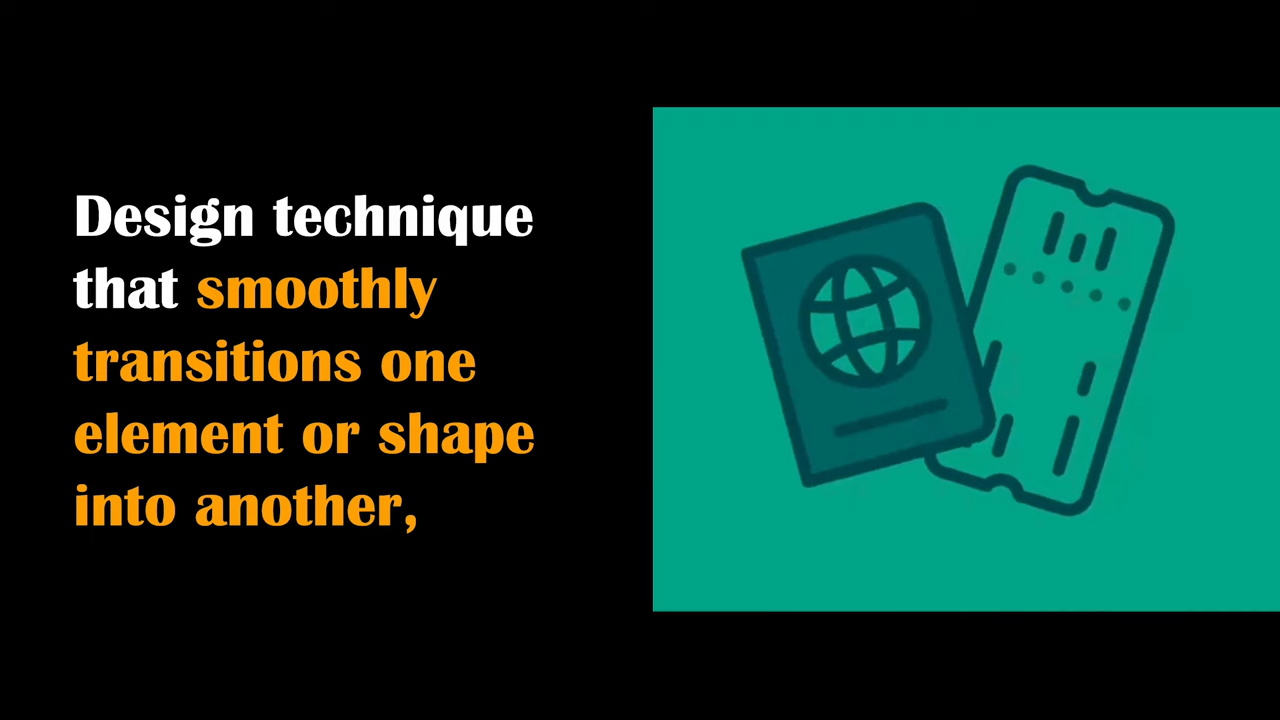 Design technique
that smoothly
transitions one
element or shape
into another,